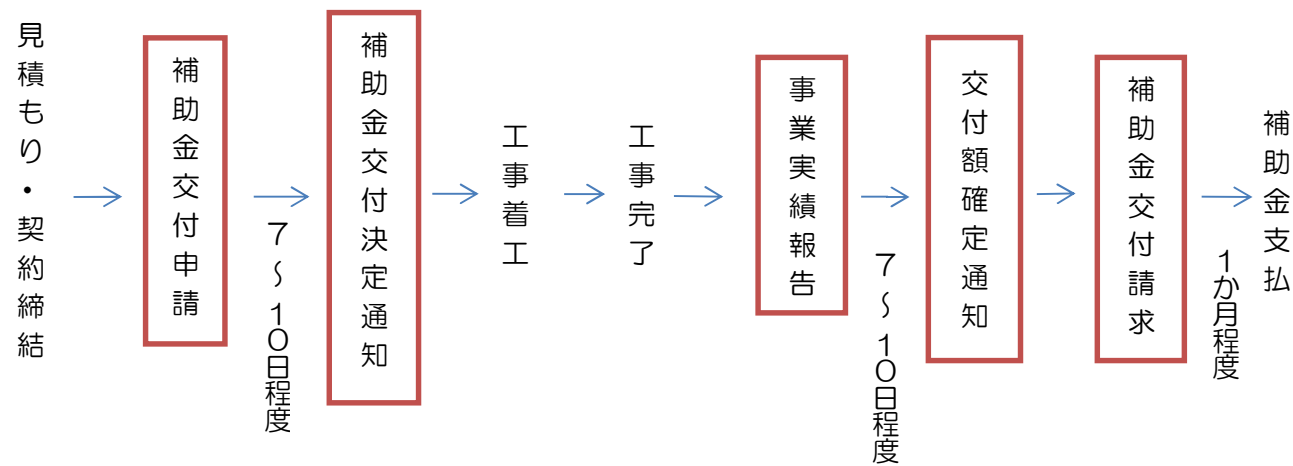 見積もり・契約締結
補助金交付申請
７～１０日程度
補助金交付決定通知
工事着工
工事完了
事業実績報告
７～１０日程度
交付額確定通知
補助金交付請求
１か月程度
補助金支払